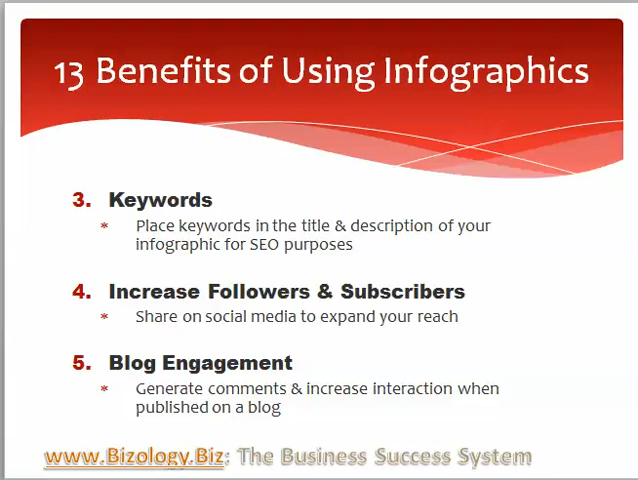 13 Benefits of Using Infographics
3. Keywords
* Place keywords in the title & description of your
infographic for SEO purposes
4. Increase Followers & Subscribers
* Share on social media to expand your reach
5. Blog Engagement
* Generate comments & increase interaction when
published on a blog
www.Bizology.Biz: The Business Success System